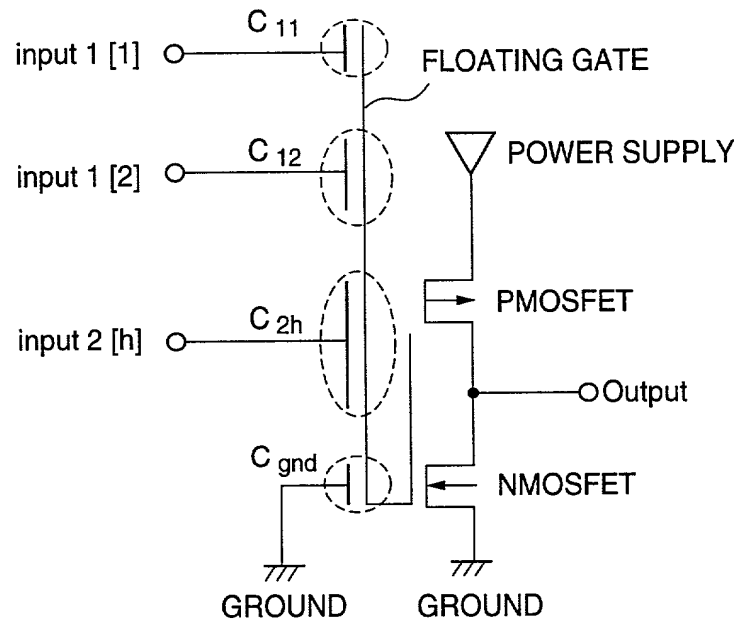 C 11
input 1 [1]
FLOATING GATE
C 12
POWER SUPPLY
input 1 [2]
PMOSFET
C 2h
input 2 [h]
Output
C gnd
NMOSFET
GROUND
GROUND